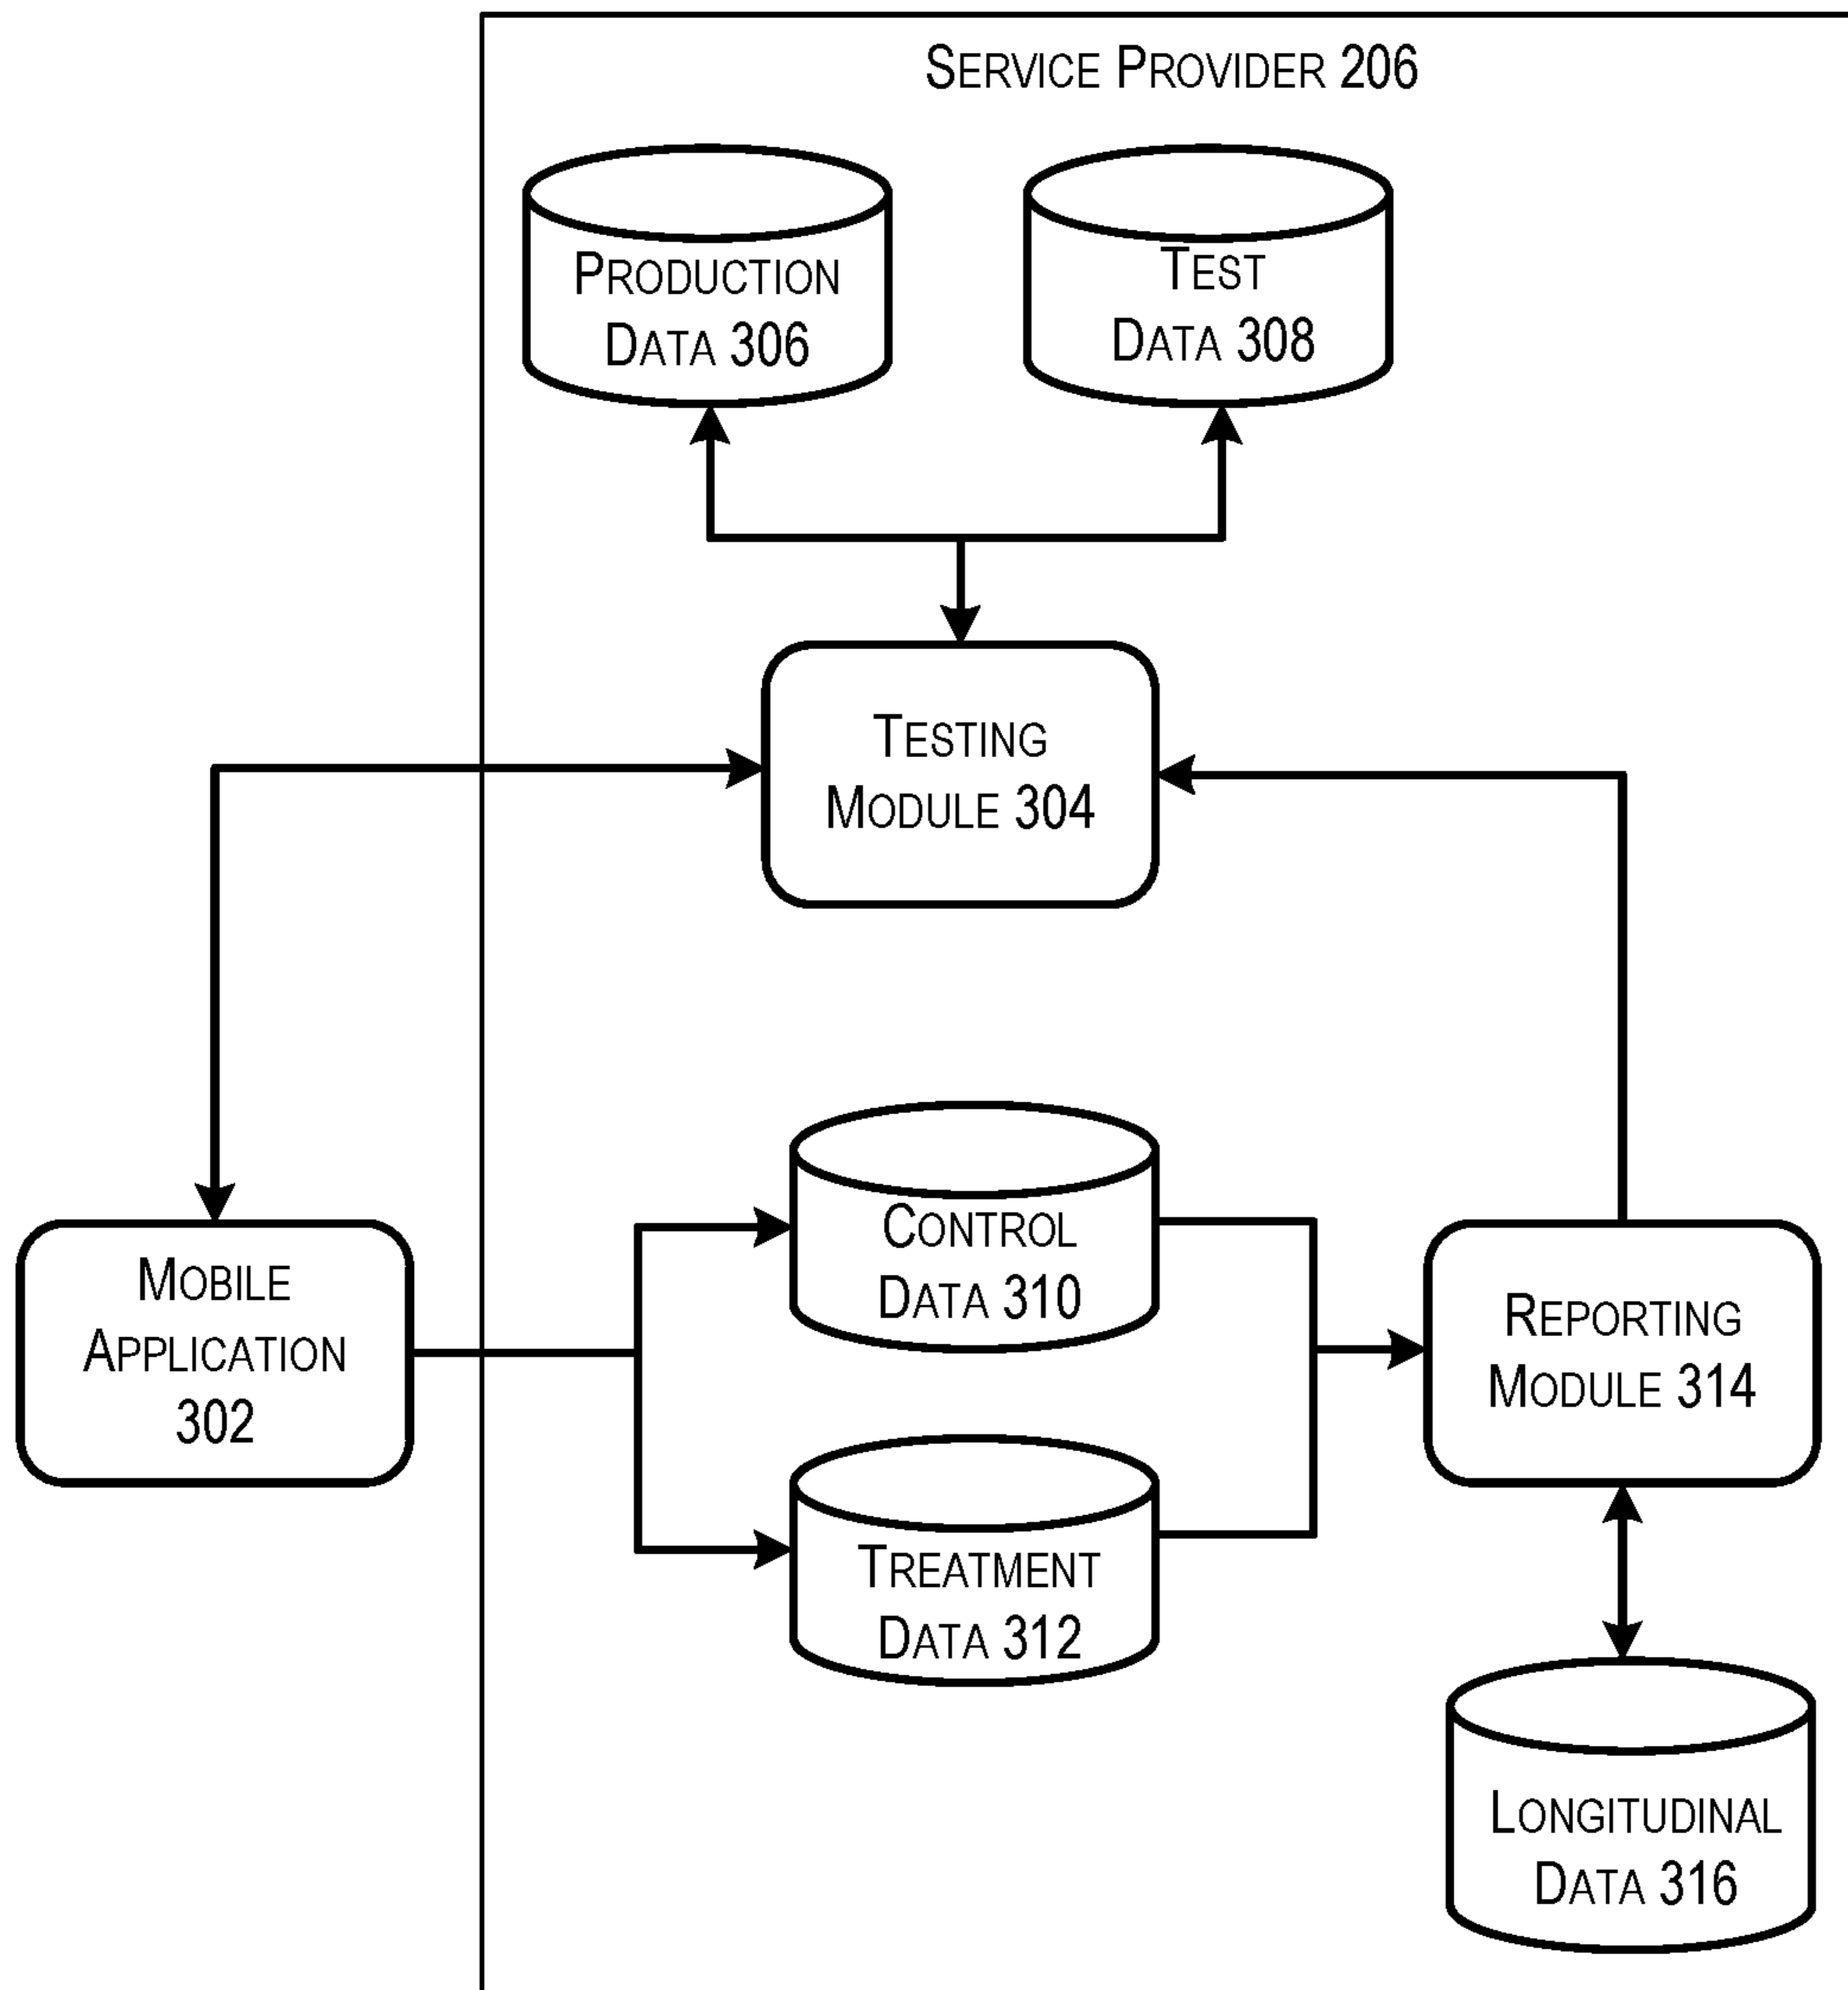 SERVICE PROVIDER 206
PRODUCTION
DATA 306
TEST
DATA 308
TESTING
MODULE 304
MOBILE
APPLICATION
302
CONTROL
DATA 310
TREATMENT
DATA 312
REPORTING
MODULE 314
LONGITUDINAL
DATA 316